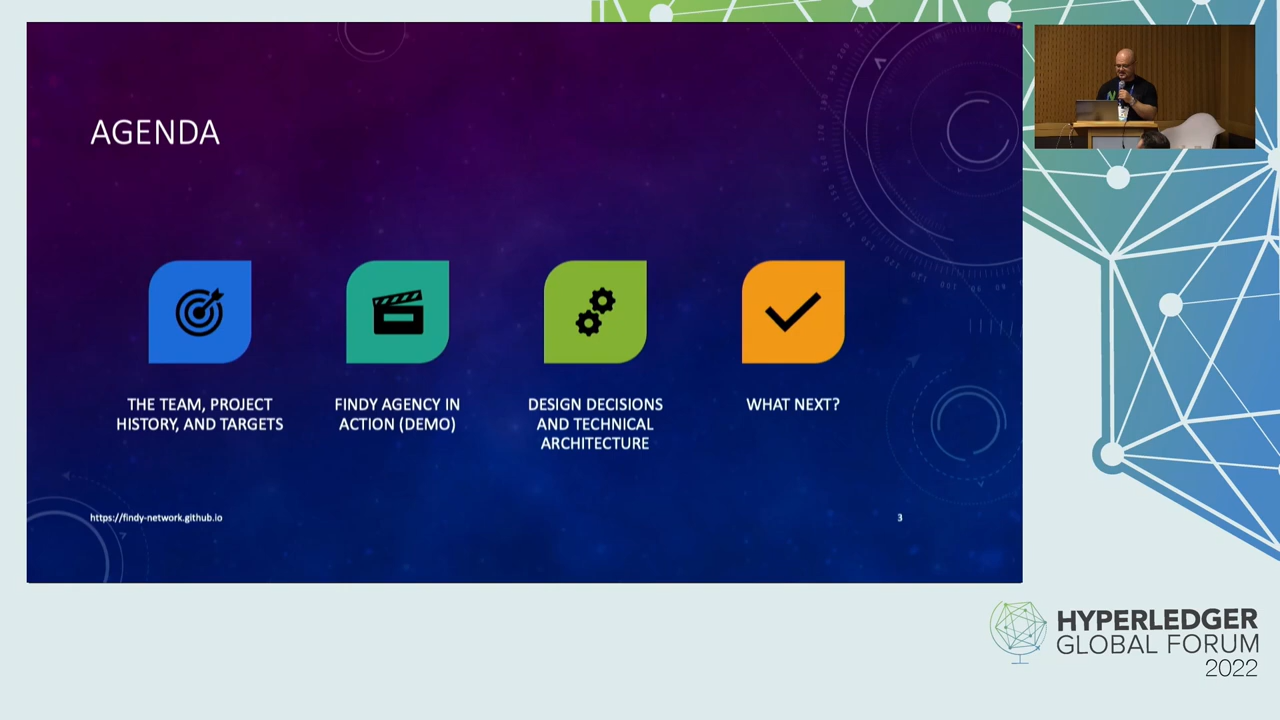 AGENDA
THE TEAM, PROJECT
HISTORY, AND TARGETS
FINDY AGENCY IN
ACTION (DEMO)
DESIGN DECISIONS
AND TECHNICAL
ARCHITECTURE
WHAT NEXT?
https://findy-network.github.io
3
HYPERLEDGER
GLOBAL FORUM
2022